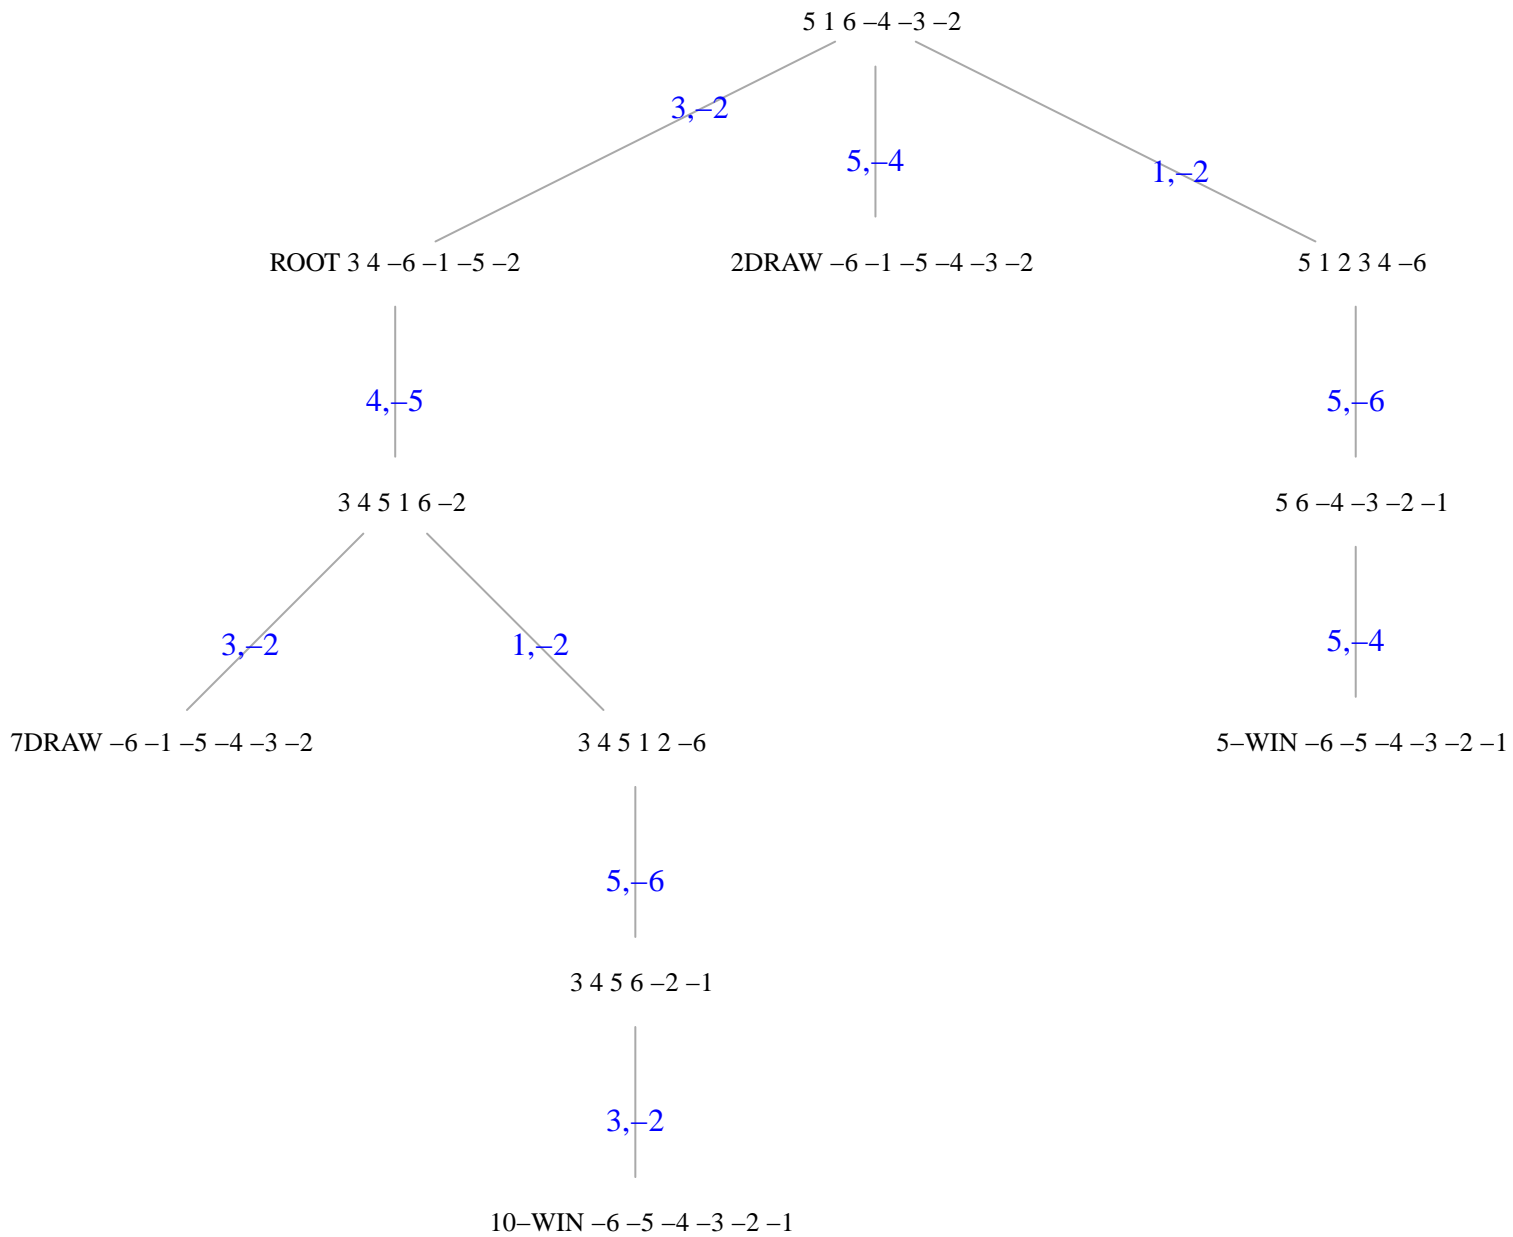 5 1 6 –4 –3 –2
3,–2
5,–4
1,–2
ROOT 3 4 –6 –1 –5 –2
2DRAW –6 –1 –5 –4 –3 –2
5 1 2 3 4 –6
4,–5
5,–6
3 4 5 1 6 –2
5 6 –4 –3 –2 –1
3,–2
1,–2
5,–4
7DRAW –6 –1 –5 –4 –3 –2
3 4 5 1 2 –6
5–WIN –6 –5 –4 –3 –2 –1
5,–6
3 4 5 6 –2 –1
3,–2
10–WIN –6 –5 –4 –3 –2 –1